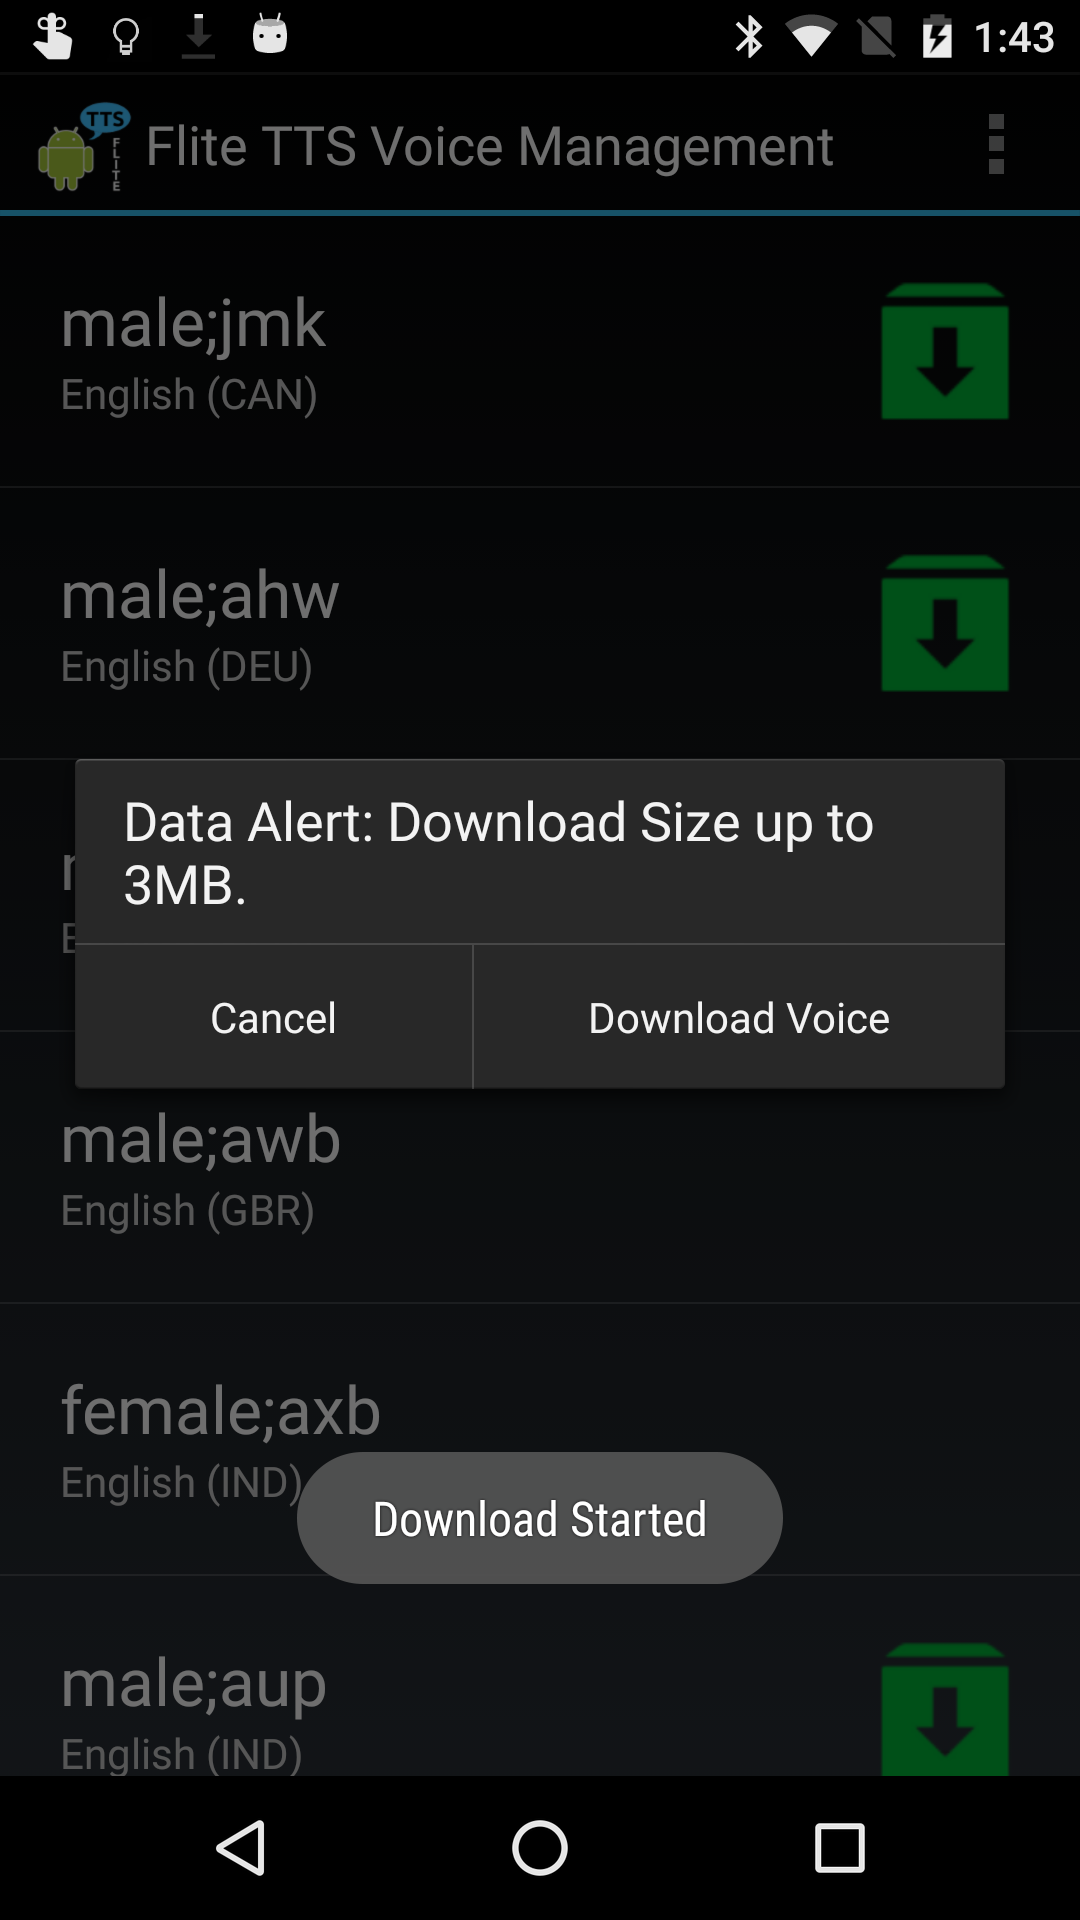 1:43
TTS
FLITE
Flite TTS Voice Management
male;jmk
English (CAN)
male;ahw
English (DEU)
Data Alert: Download Size up to
3MB.
Cancel
Download Voice
male;awb
English (GBR)
female;axb
English (IND)
Download Started
male;aup
English (IND)